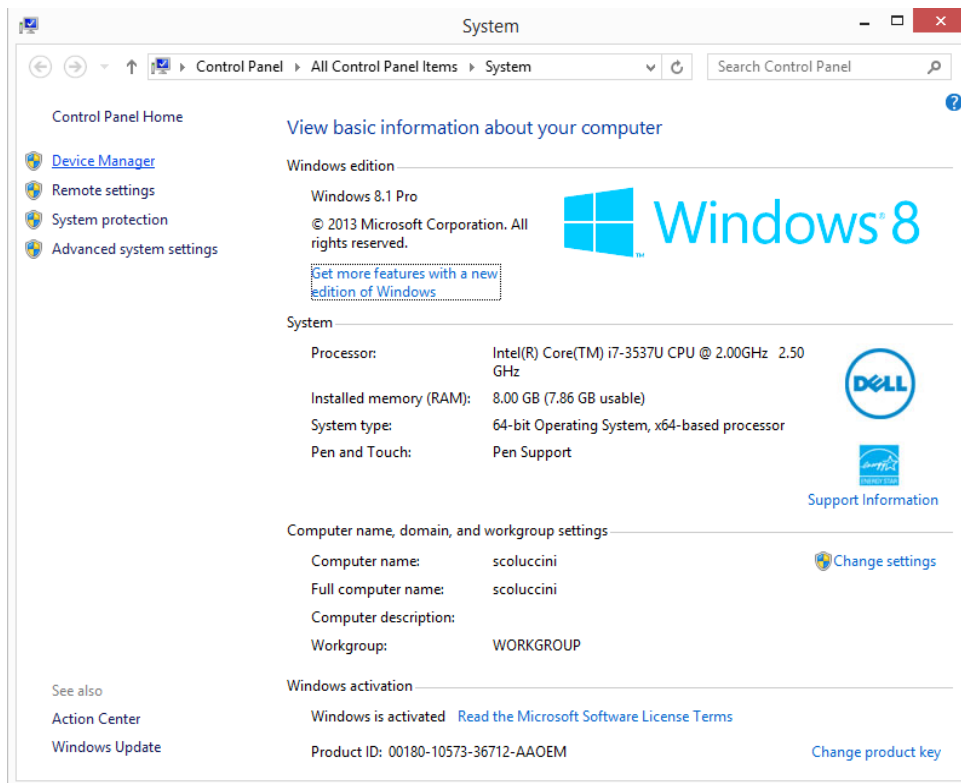 System
Control Panel All Control Panel Items System
Search Control Panel
Control Panel Home
Device Manager
Remote settings
System protection
Advanced system settings
?
View basic information about your computer
Windows edition
Windows 8.1 Pro
© 2013 Microsoft Corporation. All
rights reserved.
Get more features with a new
edition of Windows
Windows 8
TM
System
Processor: Intel(R) Core(TM) i7-3537U CPU @ 2.00GHz 2.50
GHz
Installed memory (RAM): 8.00 GB (7.86 GB usable)
System type: 64-bit Operating System, x64-based processor
Pen and Touch: Pen Support
DELL
energy
ENERGY STAR
Support Information
Computer name, domain, and workgroup settings
Computer name: scoluccini
Change settings
Full computer name: scoluccini
Computer description:
Workgroup: WORKGROUP
Windows activation
Windows is activated Read the Microsoft Software License Terms
Product ID: 00180-10573-36712-AAOEM
Change product key
See also
Action Center
Windows Update